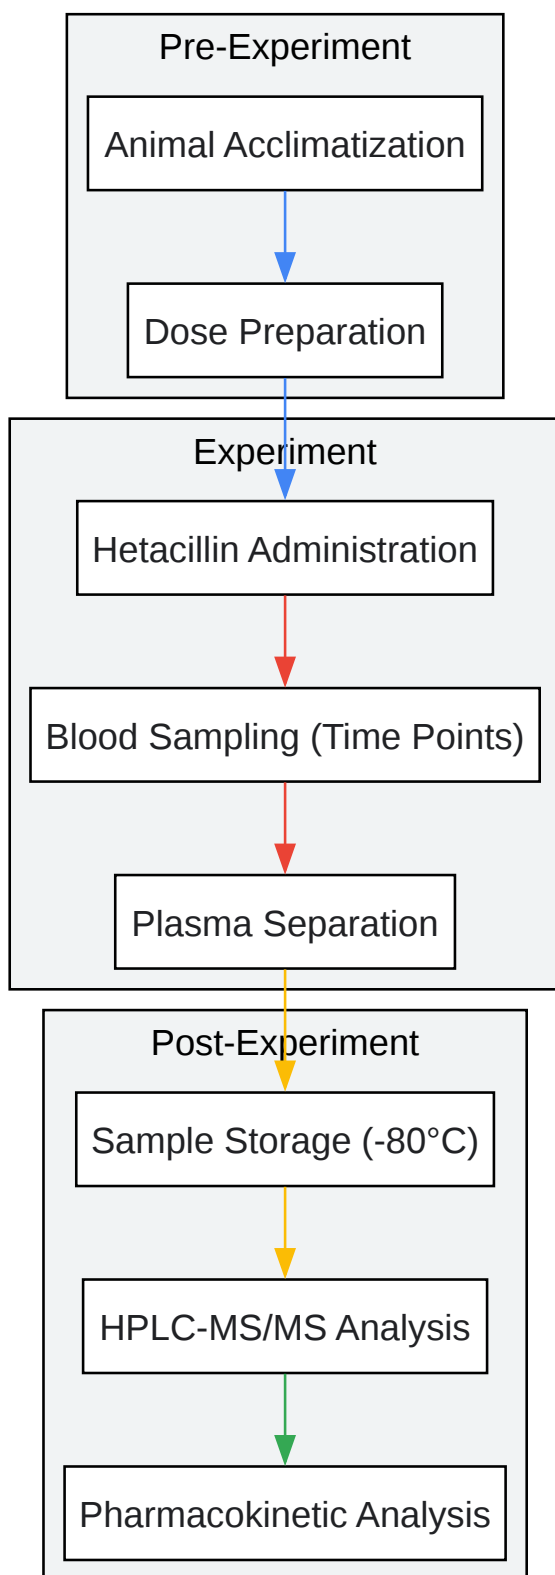 Pre-Experiment
Animal Acclimatization
Dose Preparation
Experiment
Hetacillin Administration
Blood Sampling (Time Points)
Plasma Separation
Post-Experiment
Sample Storage (-80°C)
HPLC-MS/MS Analysis
Pharmacokinetic Analysis